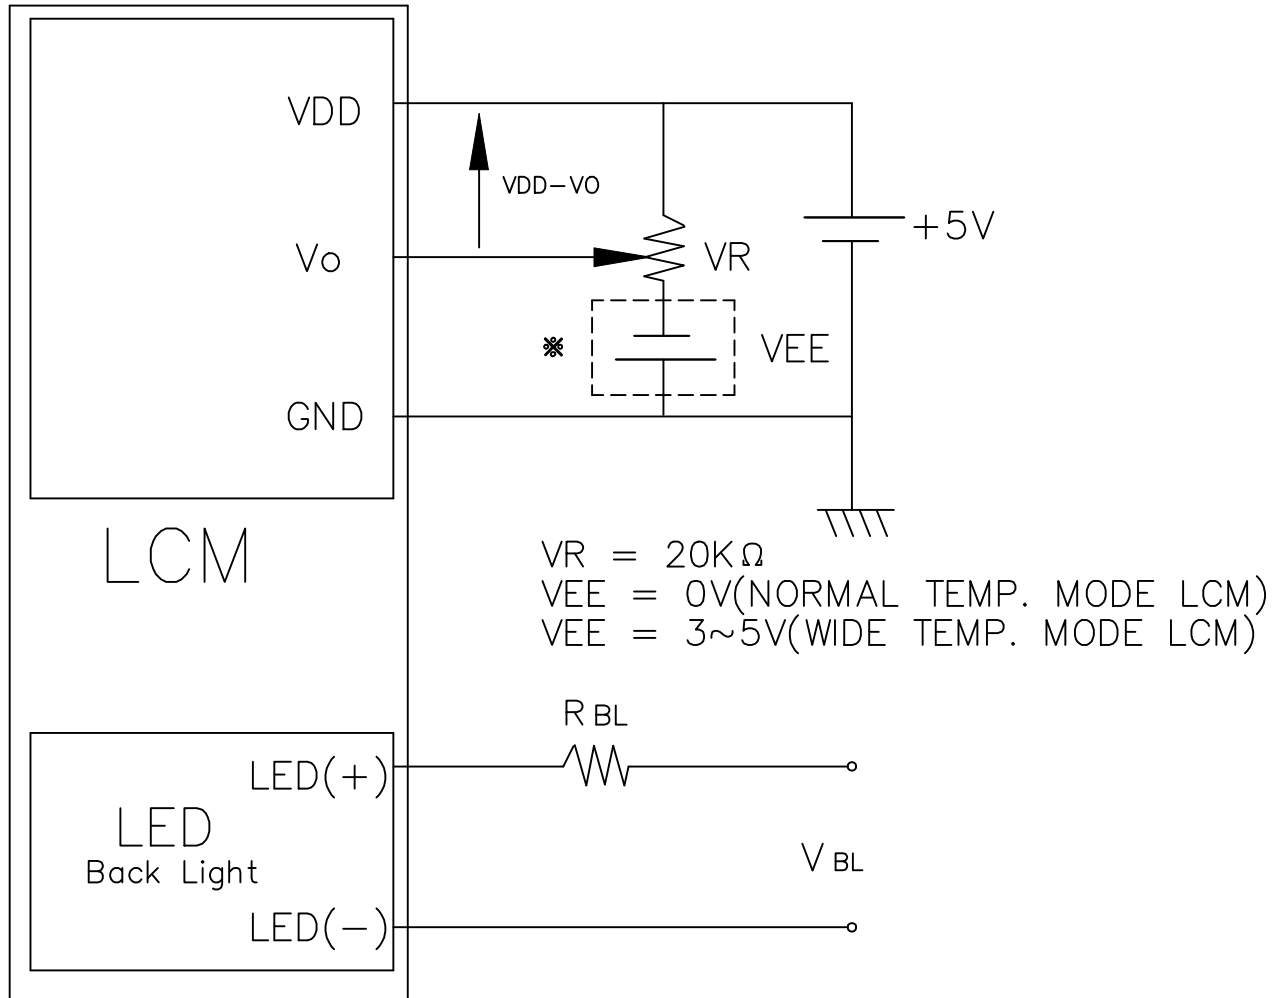 VDD
VDD-VO
+5V
Vo
VR
※
VEE
GND
LCM
VR = 20KΩ
VEE = 0V(NORMAL TEMP. MODE LCM)
VEE = 3~5V(WIDE TEMP. MODE LCM)
R BL
LED(+)
LED
Back Light
V BL
LED(-)